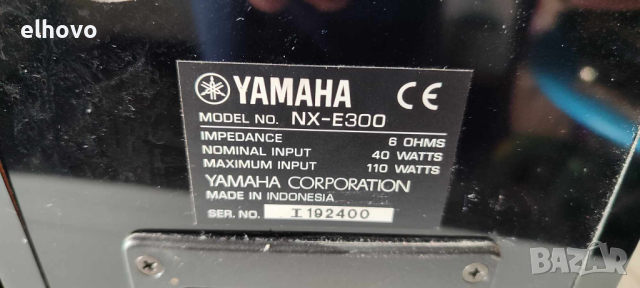 elhovo
YAMAHA CE
MODEL NO. NX-E300
IMPEDANCE 6 OHMS
NOMINAL INPUT 40 WATTS
MAXIMUM INPUT 110 WATTS
YAMAHA CORPORATION
MADE IN INDONESIA
SER. NO. I 192400
BAZAR